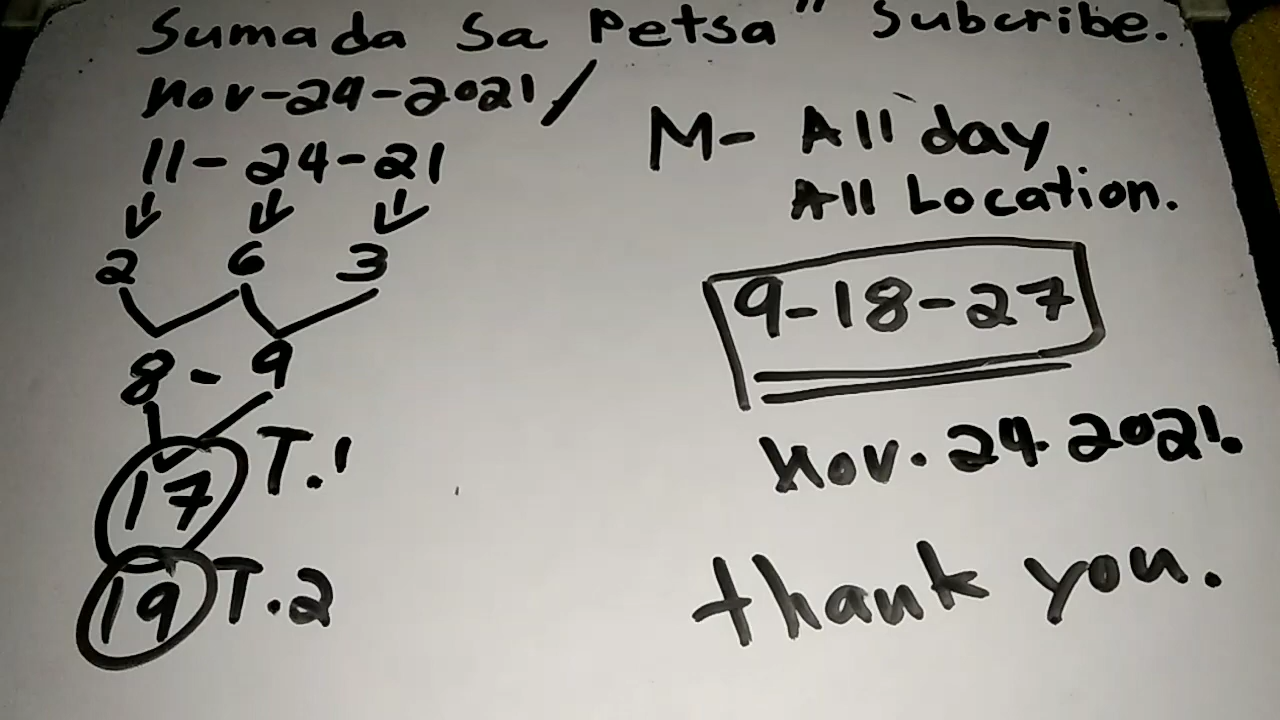 Sumada Sa Petsa" Subcribe.
Nov-24-2021/
11-24-21
2 6 3
8-9
17 T.1
19 T.2
M- All day
All Location.
9-18-27
Nov. 24. 2021.
thank you.